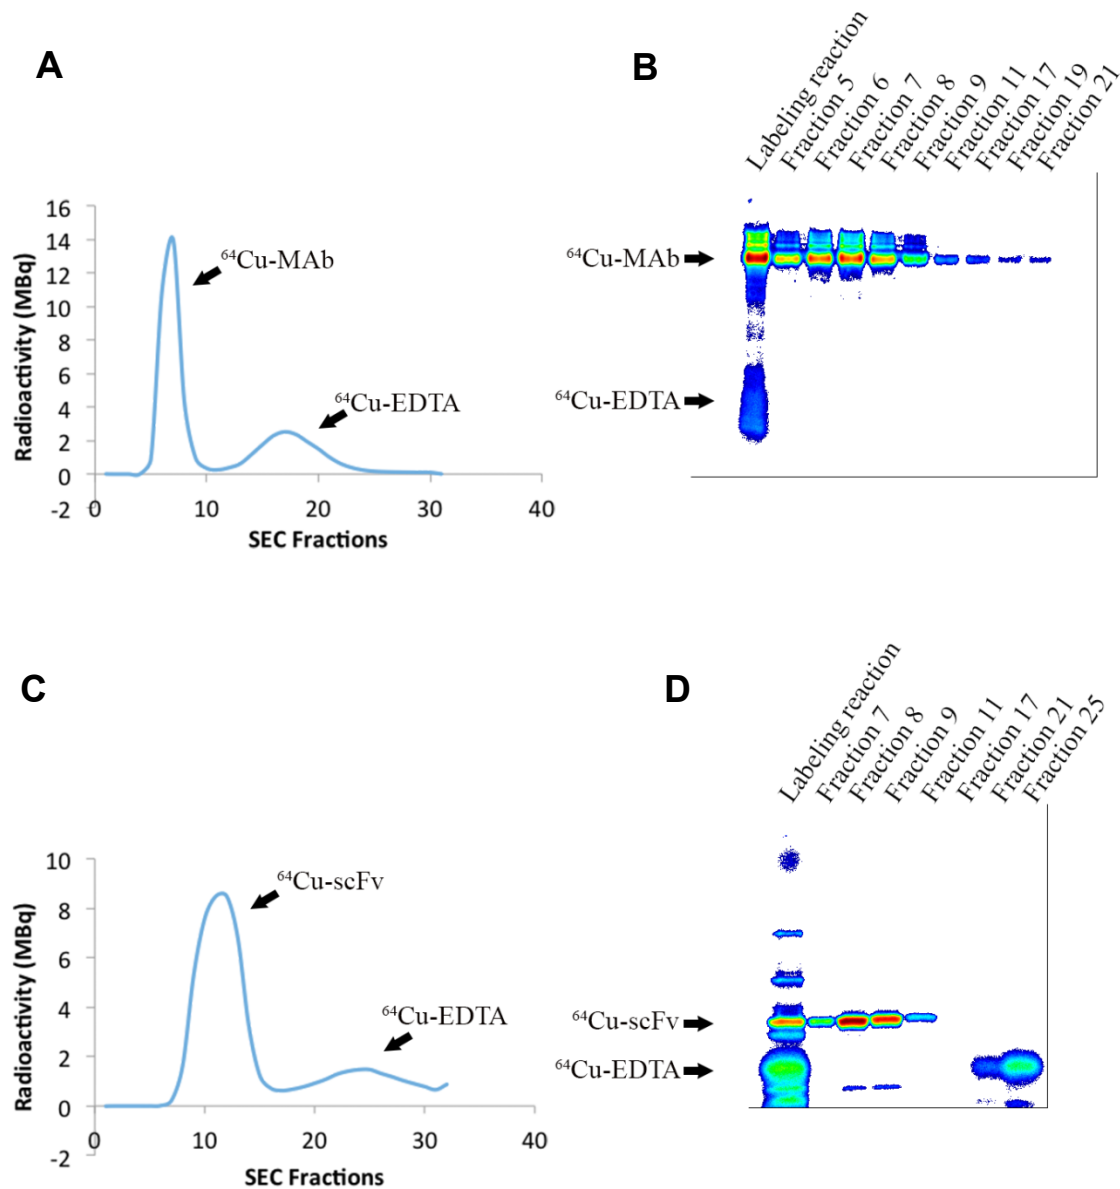 A
B
Labeling reaction
Fraction 5
Fraction 6
Fraction 7
Fraction 8
Fraction 9
Fraction 11
Fraction 17
Fraction 19
Fraction 21
16
14
12
10
8
6
4
2
0
-2
Radioactivity (MBq)
⁶⁴Cu-MAb
⁶⁴Cu-EDTA
0
10
20
30
40
SEC Fractions
⁶⁴Cu-MAb
⁶⁴Cu-EDTA
C
D
Labeling reaction
Fraction 7
Fraction 8
Fraction 9
Fraction 11
Fraction 17
Fraction 21
Fraction 25
10
8
6
4
2
0
-2
Radioactivity (MBq)
⁶⁴Cu-scFv
⁶⁴Cu-EDTA
0
10
20
30
40
SEC Fractions
⁶⁴Cu-scFv
⁶⁴Cu-EDTA